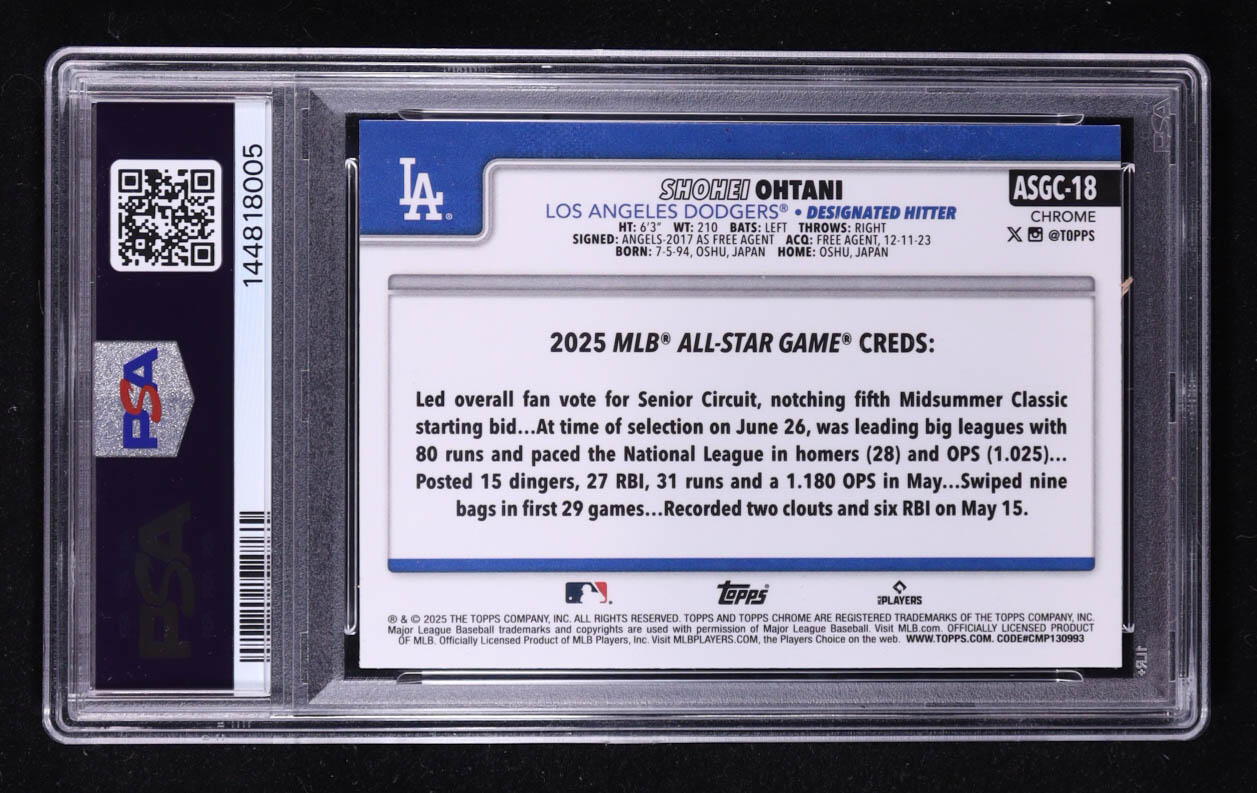 144818005
PSA
PSA
LA
SHOHEI OHTANI
LOS ANGELES DODGERS® • DESIGNATED HITTER
HT: 6'3" WT: 210 BATS: LEFT THROWS: RIGHT
SIGNED: ANGELS-2017 AS FREE AGENT ACQ: FREE AGENT, 12-11-23
BORN: 7-5-94, OSHU, JAPAN HOME: OSHU, JAPAN
ASGC-18
CHROME
X @TOPPS
2025 MLB® ALL-STAR GAME® CREDS:
Led overall fan vote for Senior Circuit, notching fifth Midsummer Classic
starting bid...At time of selection on June 26, was leading big leagues with
80 runs and paced the National League in homers (28) and OPS (1.025)...
Posted 15 dingers, 27 RBI, 31 runs and a 1.180 OPS in May...Swiped nine
bags in first 29 games...Recorded two clouts and six RBI on May 15.
Topps
MLB PLAYERS
® & © 2025 THE TOPPS COMPANY, INC. ALL RIGHTS RESERVED. TOPPS AND TOPPS CHROME ARE REGISTERED TRADEMARKS OF THE TOPPS COMPANY, INC.
Major League Baseball trademarks and copyrights are used with permission of Major League Baseball. Visit MLB.com. OFFICIALLY LICENSED PRODUCT
OF MLB. Officially Licensed Product of MLB Players, Inc. Visit MLBPLAYERS.COM, the Players Choice on the web. WWW.TOPPS.COM. CODE#CMP130993
PSA